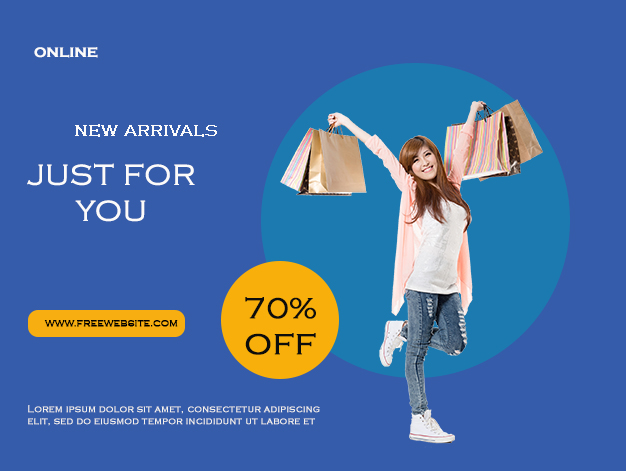 ONLINE
NEW ARRIVALS
JUST FOR
YOU
70%
OFF
WWW.FREEWEBSITE.COM
Lorem ipsum dolor sit amet, consectetur adipiscing
elit, sed do eiusmod tempor incididunt ut labore et